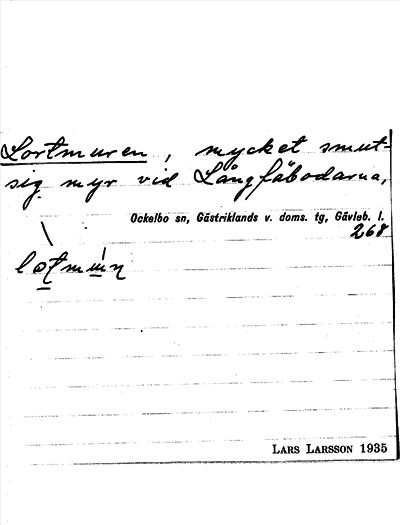 Lortmuren, mycket smut-
sig myr vid Långfäbodarna,
Ockelbo sn, Gästriklands v. doms. tg, Gävleb. l.
268
LARS LARSSON 1935